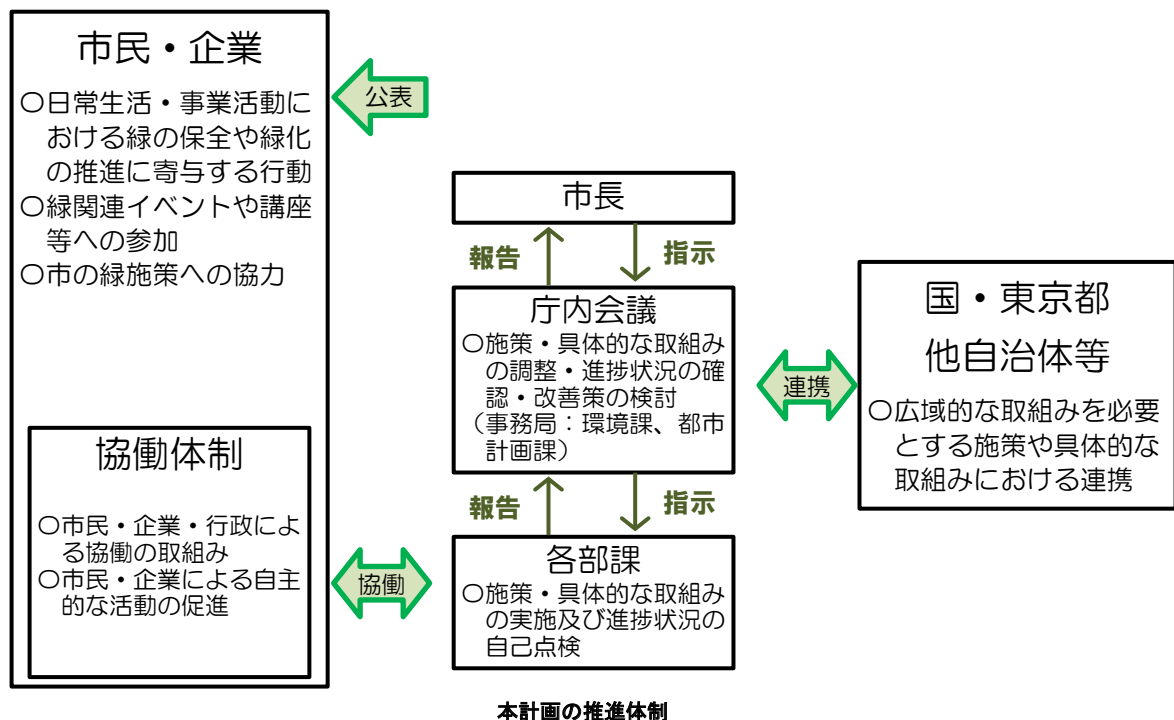 市民・企業
○日常生活・事業活動に
おける緑の保全や緑化
の推進に寄与する行動
○緑関連イベントや講座
等への参加
○市の緑施策への協力
協働体制
○市民・企業・行政によ
る協働の取組み
○市民・企業による自主
的な活動の促進
公表
協働
市長
報告
指示
庁内会議
○施策・具体的な取組み
の調整・進捗状況の確
認・改善策の検討
（事務局：環境課、都市
計画課）
報告
指示
各部課
○施策・具体的な取組み
の実施及び進捗状況の
自己点検
連携
国・東京都
他自治体等
○広域的な取組みを必要
とする施策や具体的な
取組みにおける連携
本計画の推進体制